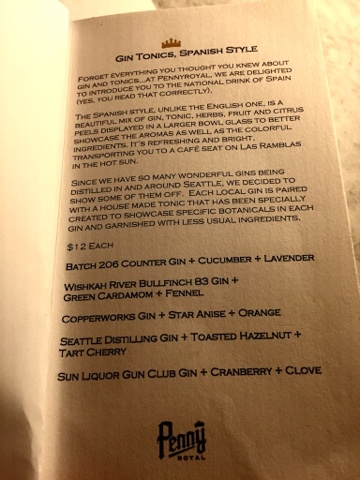 GIN TONICS, SPANISH STYLE
FORGET EVERYTHING YOU THOUGHT YOU KNEW ABOUT
GIN AND TONICS...AT PENNYROYAL, WE ARE DELIGHTED
TO INTRODUCE YOU TO THE NATIONAL DRINK OF SPAIN
(YES, YOU READ THAT CORRECTLY).
THE SPANISH STYLE, UNLIKE THE ENGLISH ONE, IS A
BEAUTIFUL MIX OF GIN, TONIC, HERBS, FRUIT AND CITRUS
PEELS DISPLAYED IN A LARGER BOWL GLASS TO BETTER
SHOWCASE THE AROMAS AS WELL AS THE COLORFUL
INGREDIENTS. IT'S REFRESHING AND BRIGHT,
TRANSPORTING YOU TO A CAFÉ SEAT ON LAS RAMBLAS
IN THE HOT SUN.
SINCE WE HAVE SO MANY WONDERFUL GINS BEING
DISTILLED IN AND AROUND SEATTLE, WE DECIDED TO
SHOW SOME OF THEM OFF. EACH LOCAL GIN IS PAIRED
WITH A HOUSE MADE TONIC THAT HAS BEEN SPECIALLY
CREATED TO SHOWCASE SPECIFIC BOTANICALS IN EACH
GIN AND GARNISHED WITH LESS USUAL INGREDIENTS.
$12 EACH
BATCH 206 COUNTER GIN + CUCUMBER + LAVENDER
WISHKAH RIVER BULLFINCH 83 GIN +
GREEN CARDAMOM + FENNEL
COPPERWORKS GIN + STAR ANISE + ORANGE
SEATTLE DISTILLING GIN + TOASTED HAZELNUT +
TART CHERRY
SUN LIQUOR GUN CLUB GIN + CRANBERRY + CLOVE
Penny
ROYAL